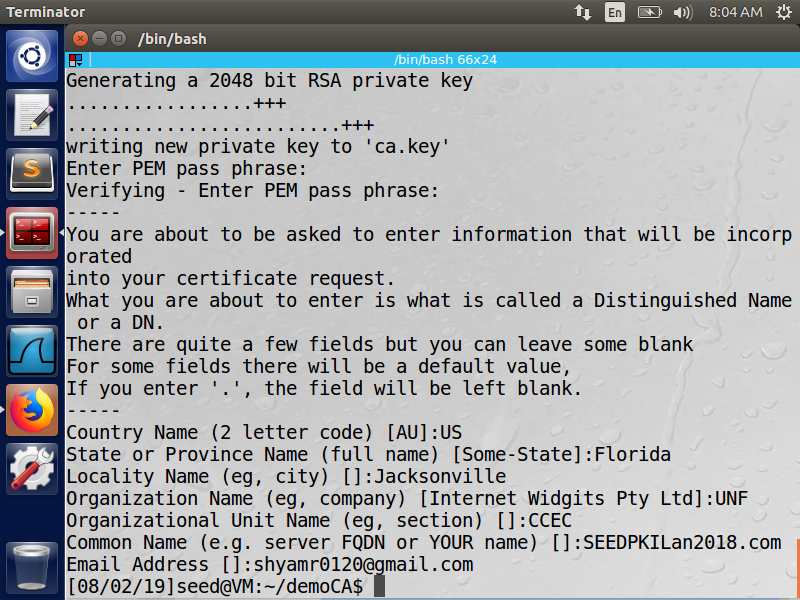 Terminator
En
8:04 AM
/bin/bash
/bin/bash 66x24
Generating a 2048 bit RSA private key
.................+++
.........................+++
writing new private key to 'ca.key'
Enter PEM pass phrase:
Verifying - Enter PEM pass phrase:
-----
You are about to be asked to enter information that will be incorp
orated
into your certificate request.
What you are about to enter is what is called a Distinguished Name
 or a DN.
There are quite a few fields but you can leave some blank
For some fields there will be a default value,
If you enter '.', the field will be left blank.
-----
Country Name (2 letter code) [AU]:US
State or Province Name (full name) [Some-State]:Florida
Locality Name (eg, city) []:Jacksonville
Organization Name (eg, company) [Internet Widgits Pty Ltd]:UNF
Organizational Unit Name (eg, section) []:CCEC
Common Name (e.g. server FQDN or YOUR name) []:SEEDPKILan2018.com
Email Address []:shyamr0120@gmail.com
[08/02/19]seed@VM:~/demoCA$